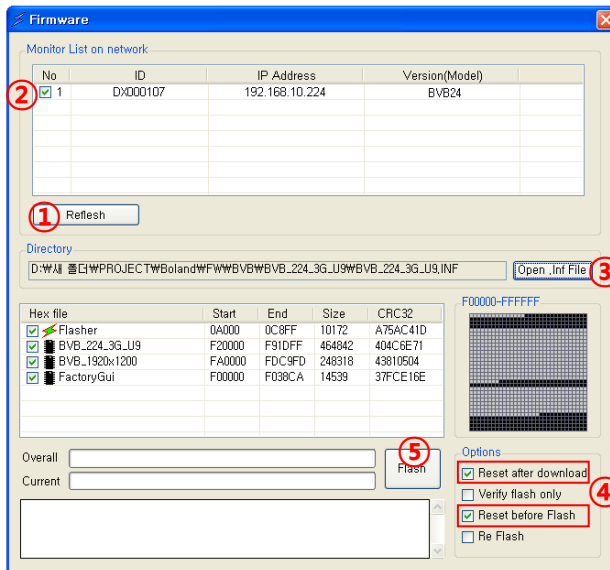 Firmware
Monitor List on network
No ID IP Address Version(Model)
② 1 DX000107 192.168.10.224 BVB24
① Reflesh
Directory
D:₩새 폴더₩PROJECT₩Boland₩FW₩BVB₩BVB_224_3G_U9₩BVB_224_3G_U9.INF Open .Inf File ③
Hex file Start End Size CRC32
Flasher 0A000 0C8FF 10172 A75AC41D
BVB_224_3G_U9 F20000 F91DFF 464842 404C6E71
BVB_1920x1200 FA0000 FDC9FD 248318 43810504
FactoryGui F00000 F038CA 14539 37FCE16E
F00000-FFFFFF
Overall
Current
⑤ Flash
Options
Reset after download
Verify flash only
④
Reset before Flash
Re Flash